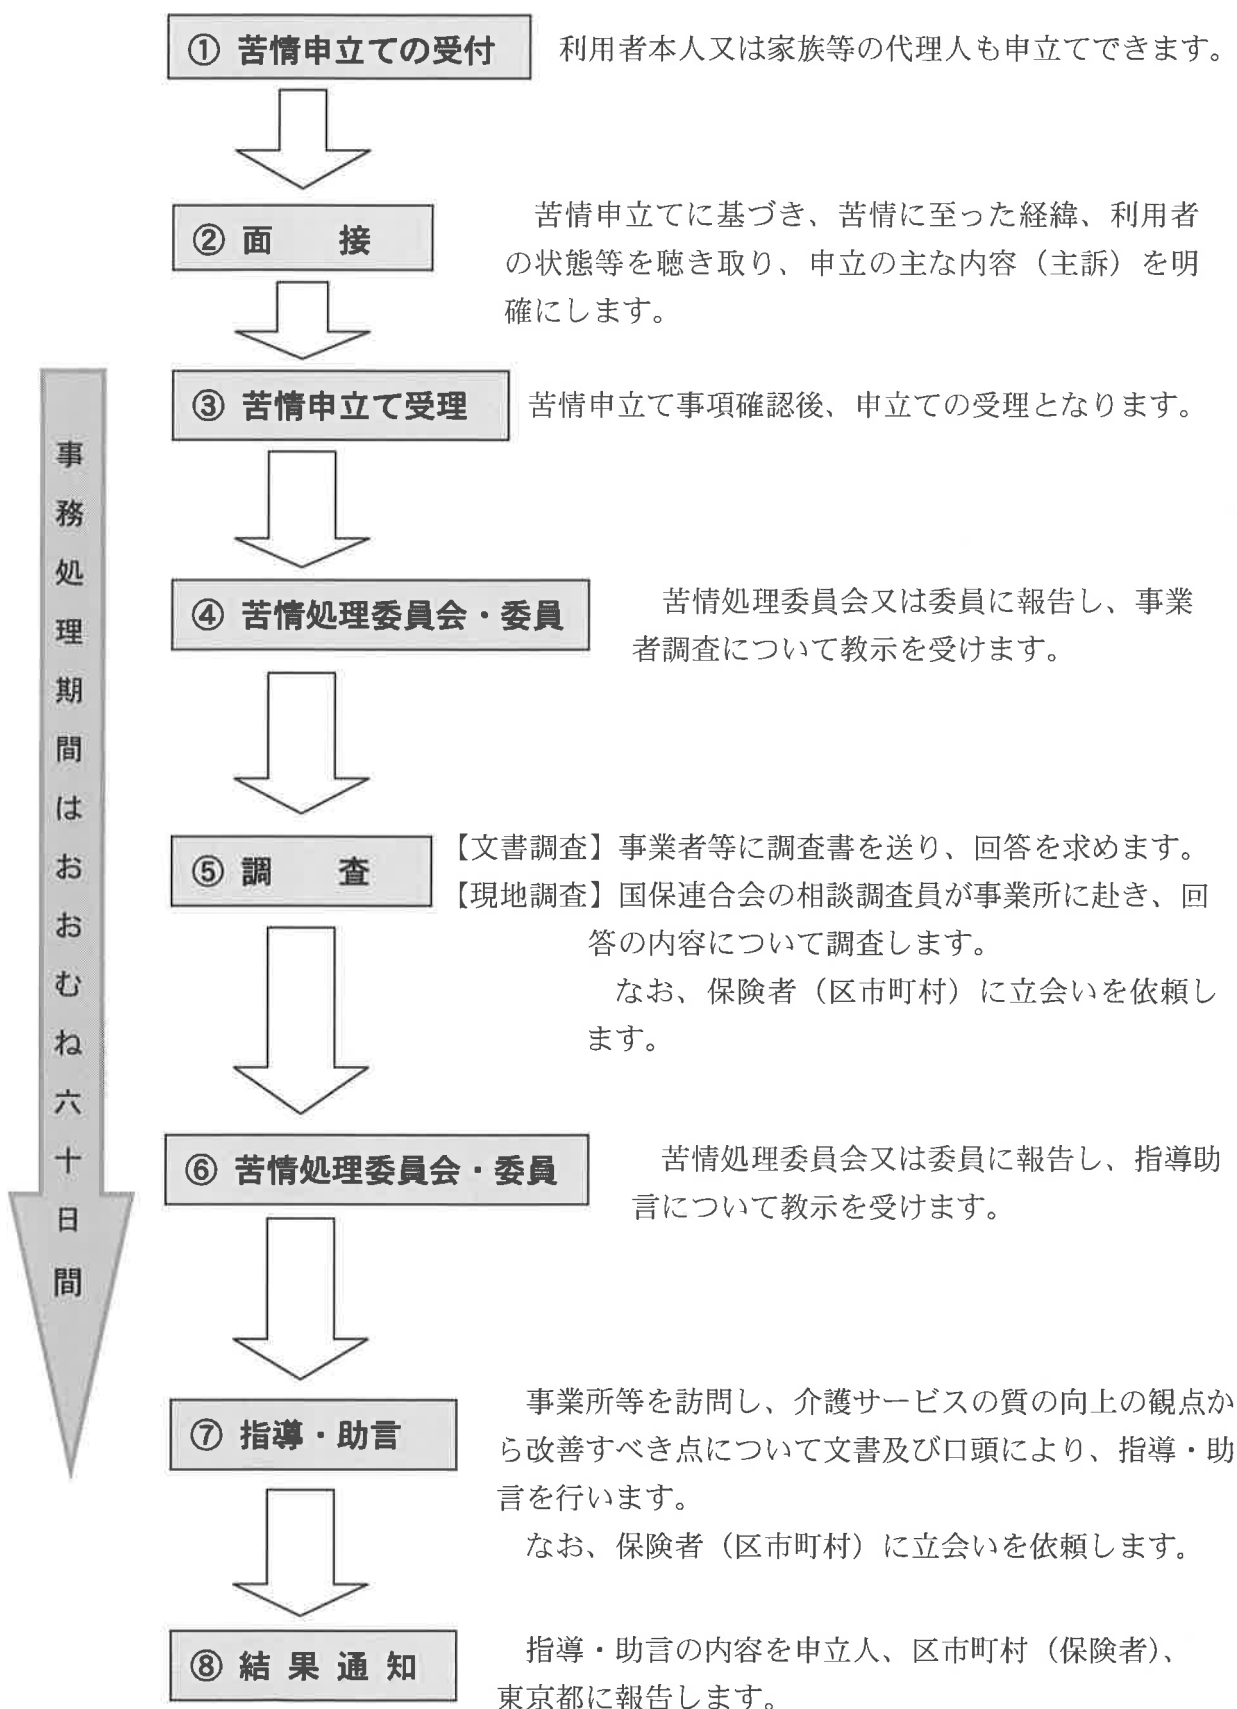 ① 苦情申立ての受付
利用者本人又は家族等の代理人も申立てできます。
② 面　　接
苦情申立てに基づき、苦情に至った経緯、利用者
の状態等を聴き取り、申立の主な内容（主訴）を明
確にします。
③ 苦情申立て受理
苦情申立て事項確認後、申立ての受理となります。
事務処理期間はおおむね六十日間
④ 苦情処理委員会・委員
苦情処理委員会又は委員に報告し、事業
者調査について教示を受けます。
⑤ 調　　査
【文書調査】事業者等に調査書を送り、回答を求めます。
【現地調査】国保連合会の相談調査員が事業所に赴き、回
答の内容について調査します。
なお、保険者（区市町村）に立会いを依頼し
ます。
⑥ 苦情処理委員会・委員
苦情処理委員会又は委員に報告し、指導助
言について教示を受けます。
⑦ 指導・助言
事業所等を訪問し、介護サービスの質の向上の観点か
ら改善すべき点について文書及び口頭により、指導・助
言を行います。
なお、保険者（区市町村）に立会いを依頼します。
⑧ 結 果 通 知
指導・助言の内容を申立人、区市町村（保険者）、
東京都に報告します。